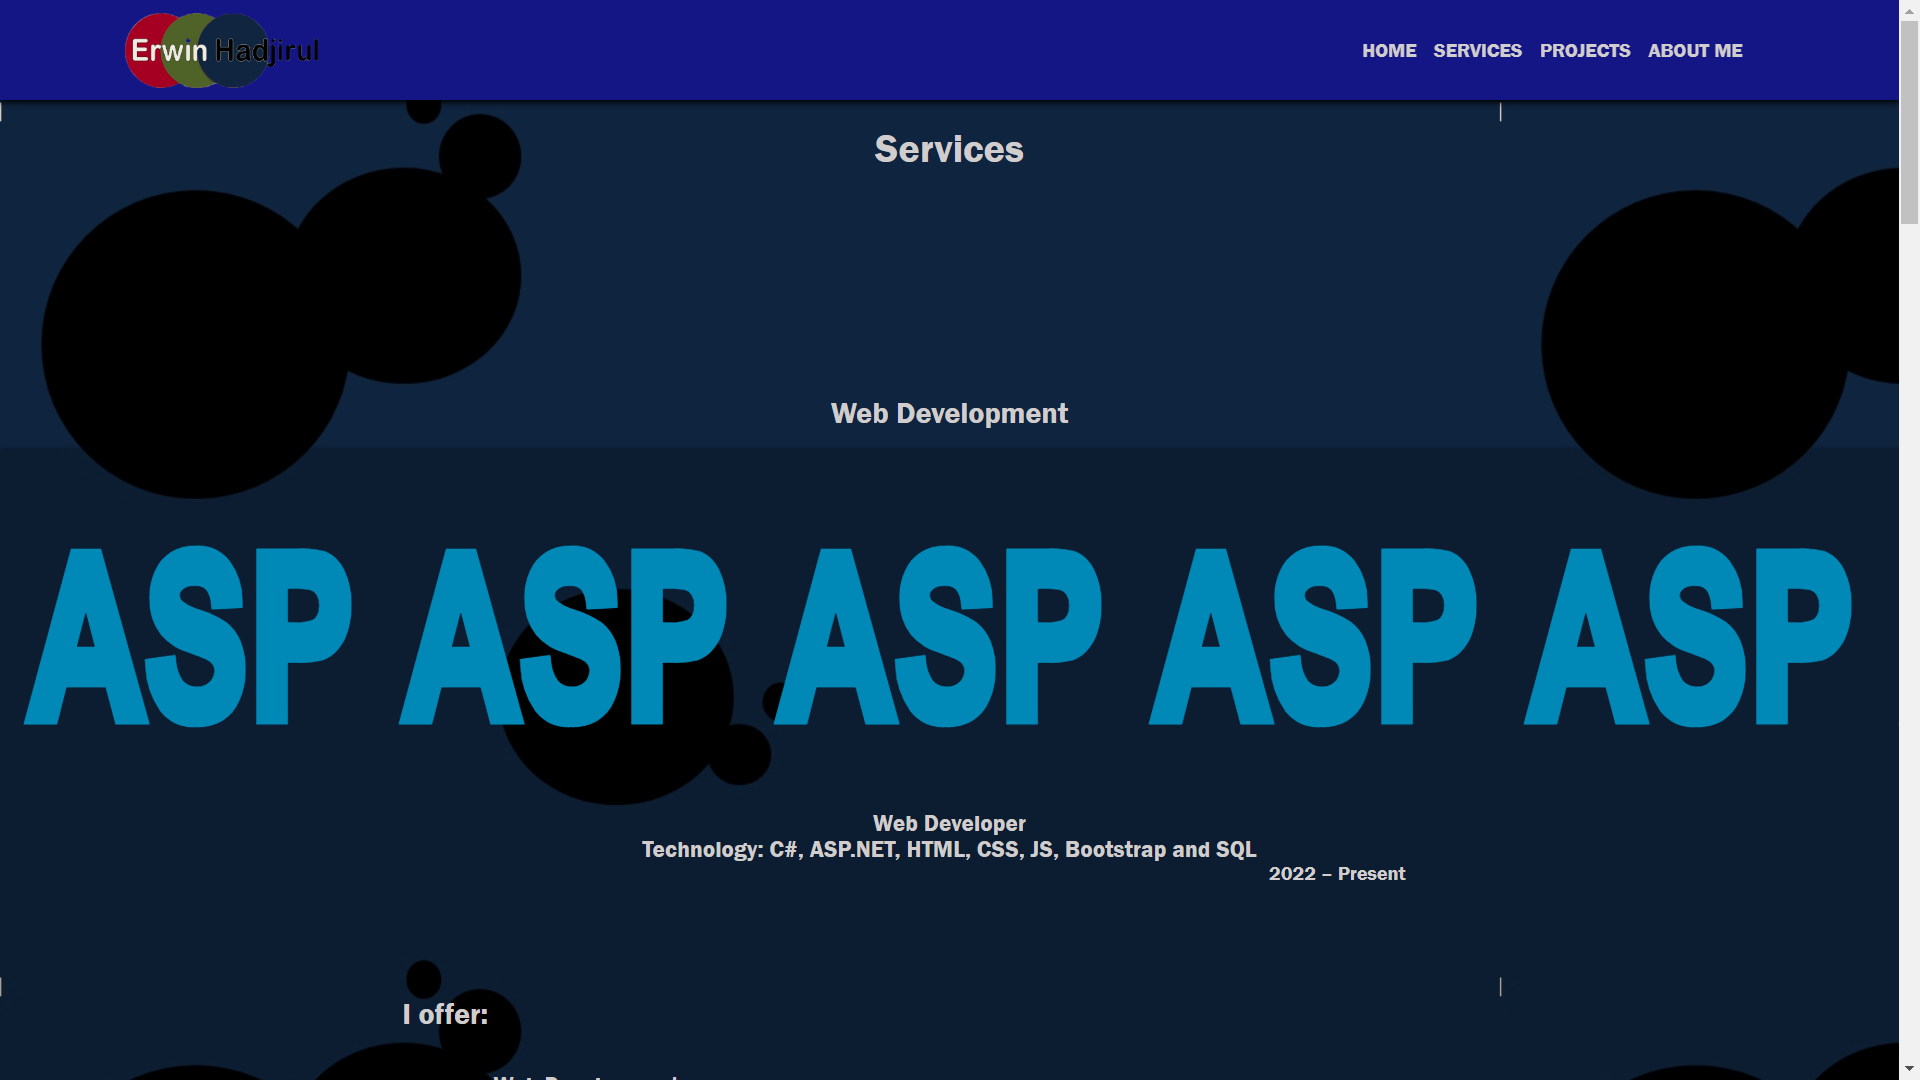 Erwin Hadjirul
HOME SERVICES PROJECTS ABOUT ME
Services
Web Development
ASP ASP ASP ASP ASP
Web Developer
Technology: C#, ASP.NET, HTML, CSS, JS, Bootstrap and SQL
2022 – Present
I offer: